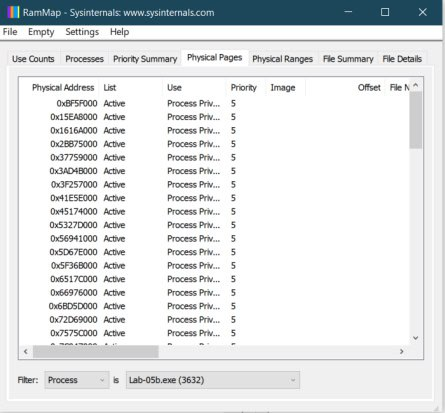 RamMap - Sysinternals: www.sysinternals.com
File Empty Settings Help
Use Counts Processes Priority Summary Physical Pages Physical Ranges File Summary File Details
Physical Address List Use Priority Image Offset File N
0xBF5F000 Active Process Priv... 5
0x15EA8000 Active Process Priv... 5
0x1616A000 Active Process Priv... 5
0x2BB75000 Active Process Priv... 5
0x37759000 Active Process Priv... 5
0x3AD4B000 Active Process Priv... 5
0x3F257000 Active Process Priv... 5
0x41E5E000 Active Process Priv... 5
0x45174000 Active Process Priv... 5
0x5327D000 Active Process Priv... 5
0x56941000 Active Process Priv... 5
0x5D67E000 Active Process Priv... 5
0x5F36B000 Active Process Priv... 5
0x6517C000 Active Process Priv... 5
0x66976000 Active Process Priv... 5
0x6BD5D000 Active Process Priv... 5
0x72D69000 Active Process Priv... 5
0x7575C000 Active Process Priv... 5
Filter: Process is Lab-05b.exe (3632)